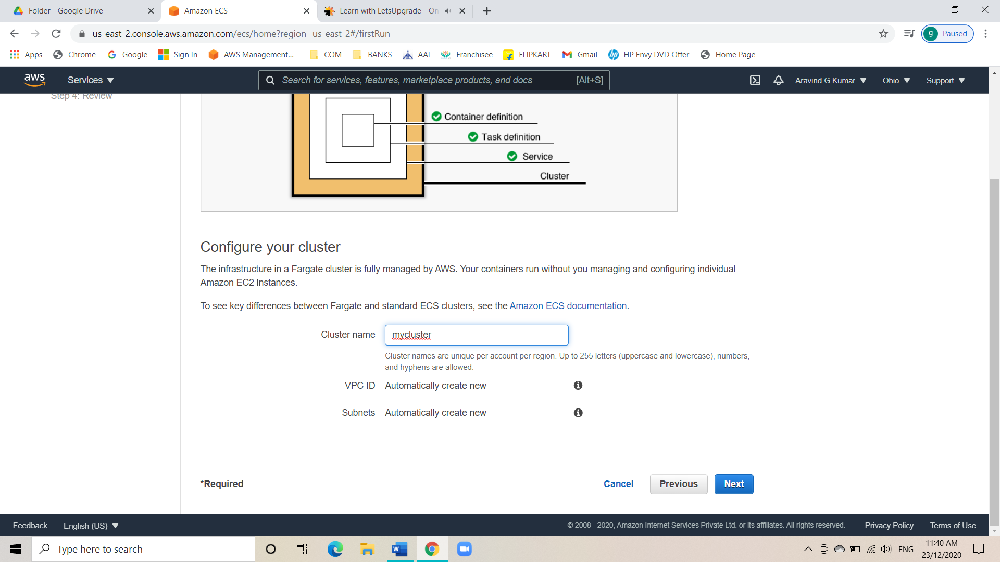 Folder - Google Drive
Amazon ECS
Learn with LetsUpgrade - On
us-east-2.console.aws.amazon.com/ecs/home?region=us-east-2#/firstRun
g Paused
Apps Chrome Google Sign In AWS Management... COM BANKS AAI Franchisee FLIPKART Gmail HP Envy DVD Offer Home Page
aws Services Search for services, features, marketplace products, and docs [Alt+S] Aravind G Kumar Ohio Support
Step 4: Review
Container definition
Task definition
Service
Cluster
Configure your cluster
The infrastructure in a Fargate cluster is fully managed by AWS. Your containers run without you managing and configuring individual
Amazon EC2 instances.
To see key differences between Fargate and standard ECS clusters, see the Amazon ECS documentation.
Cluster name mycluster
Cluster names are unique per account per region. Up to 255 letters (uppercase and lowercase), numbers,
and hyphens are allowed.
VPC ID Automatically create new
Subnets Automatically create new
*Required Cancel Previous Next
Feedback English (US) © 2008 - 2020, Amazon Internet Services Private Ltd. or its affiliates. All rights reserved. Privacy Policy Terms of Use
Type here to search
ENG
11:40 AM
23/12/2020